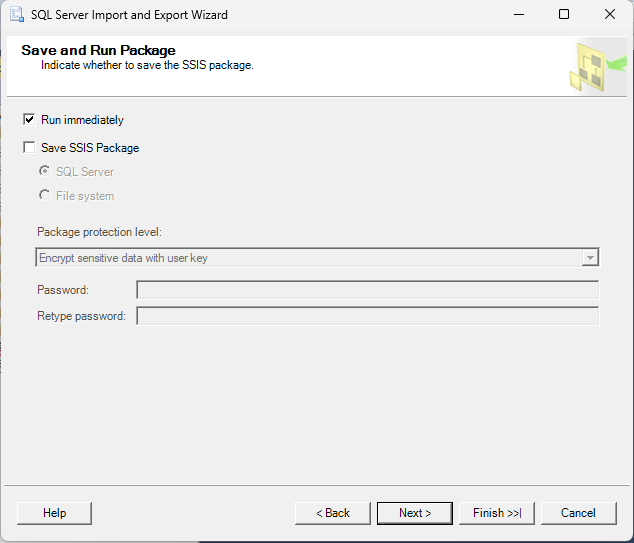 SQL Server Import and Export Wizard
Save and Run Package
Indicate whether to save the SSIS package.
Run immediately
Save SSIS Package
SQL Server
File system
Package protection level:
Encrypt sensitive data with user key
Password:
Retype password:
Help
< Back
Next >
Finish >>|
Cancel